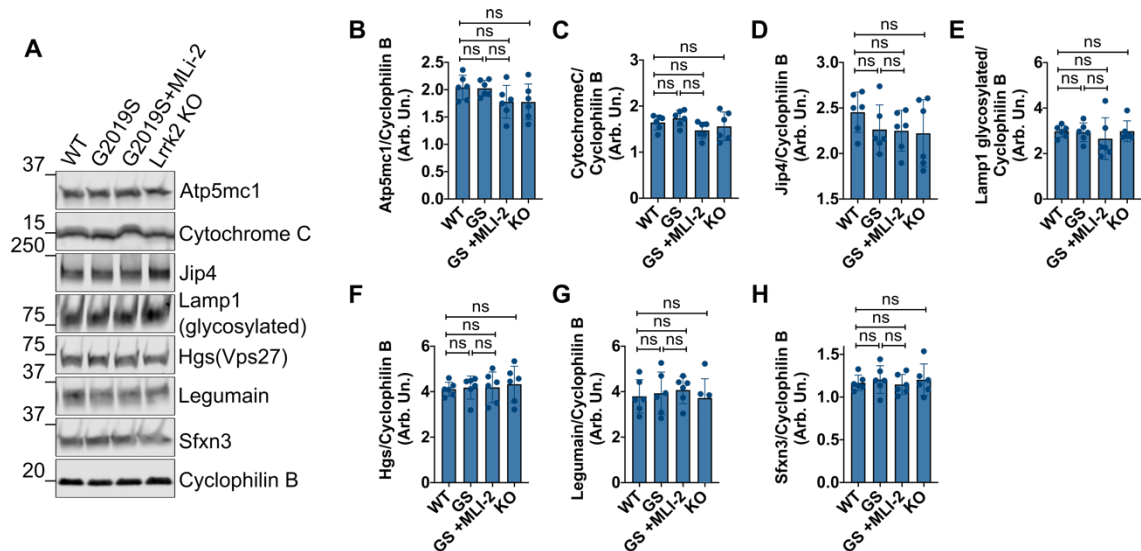 A
WT
G2019S
G2019S+MLi-2
Lrrk2 KO
37
Atp5mc1
15
Cytochrome C
250
Jip4
75
Lamp1
(glycosylated)
75
Hgs(Vps27)
37
Legumain
37
Sfxn3
20
Cyclophilin B
B
Atp5mc1/Cyclophilin B
(Arb. Un.)
2.5
2.0
1.5
1.0
0.5
0.0
ns
ns
ns
ns
WT
GS
GS +MLI-2
KO
C
CytochromeC/
Cyclophilin B
(Arb. Un.)
3
2
1
0
ns
ns
ns
ns
WT
GS
GS +MLI-2
KO
D
Jip4/Cyclophilin B
(Arb. Un.)
3.0
2.5
2.0
1.5
ns
ns
ns
ns
WT
GS
GS +MLI-2
KO
E
Lamp1 glycosylated/
Cyclophilin B
(Arb. Un.)
6
4
2
0
ns
ns
ns
ns
WT
GS
GS +MLI-2
KO
F
Hgs/Cyclophilin B
(Arb. Un.)
6
4
2
0
ns
ns
ns
ns
WT
GS
GS +MLI-2
KO
G
Legumain/Cyclophilin B
(Arb. Un.)
6
4
2
0
ns
ns
ns
ns
WT
GS
GS +MLI-2
KO
H
Sfxn3/Cyclophilin B
(Arb. Un.)
1.5
1.0
0.5
0.0
ns
ns
ns
ns
WT
GS
GS +MLI-2
KO